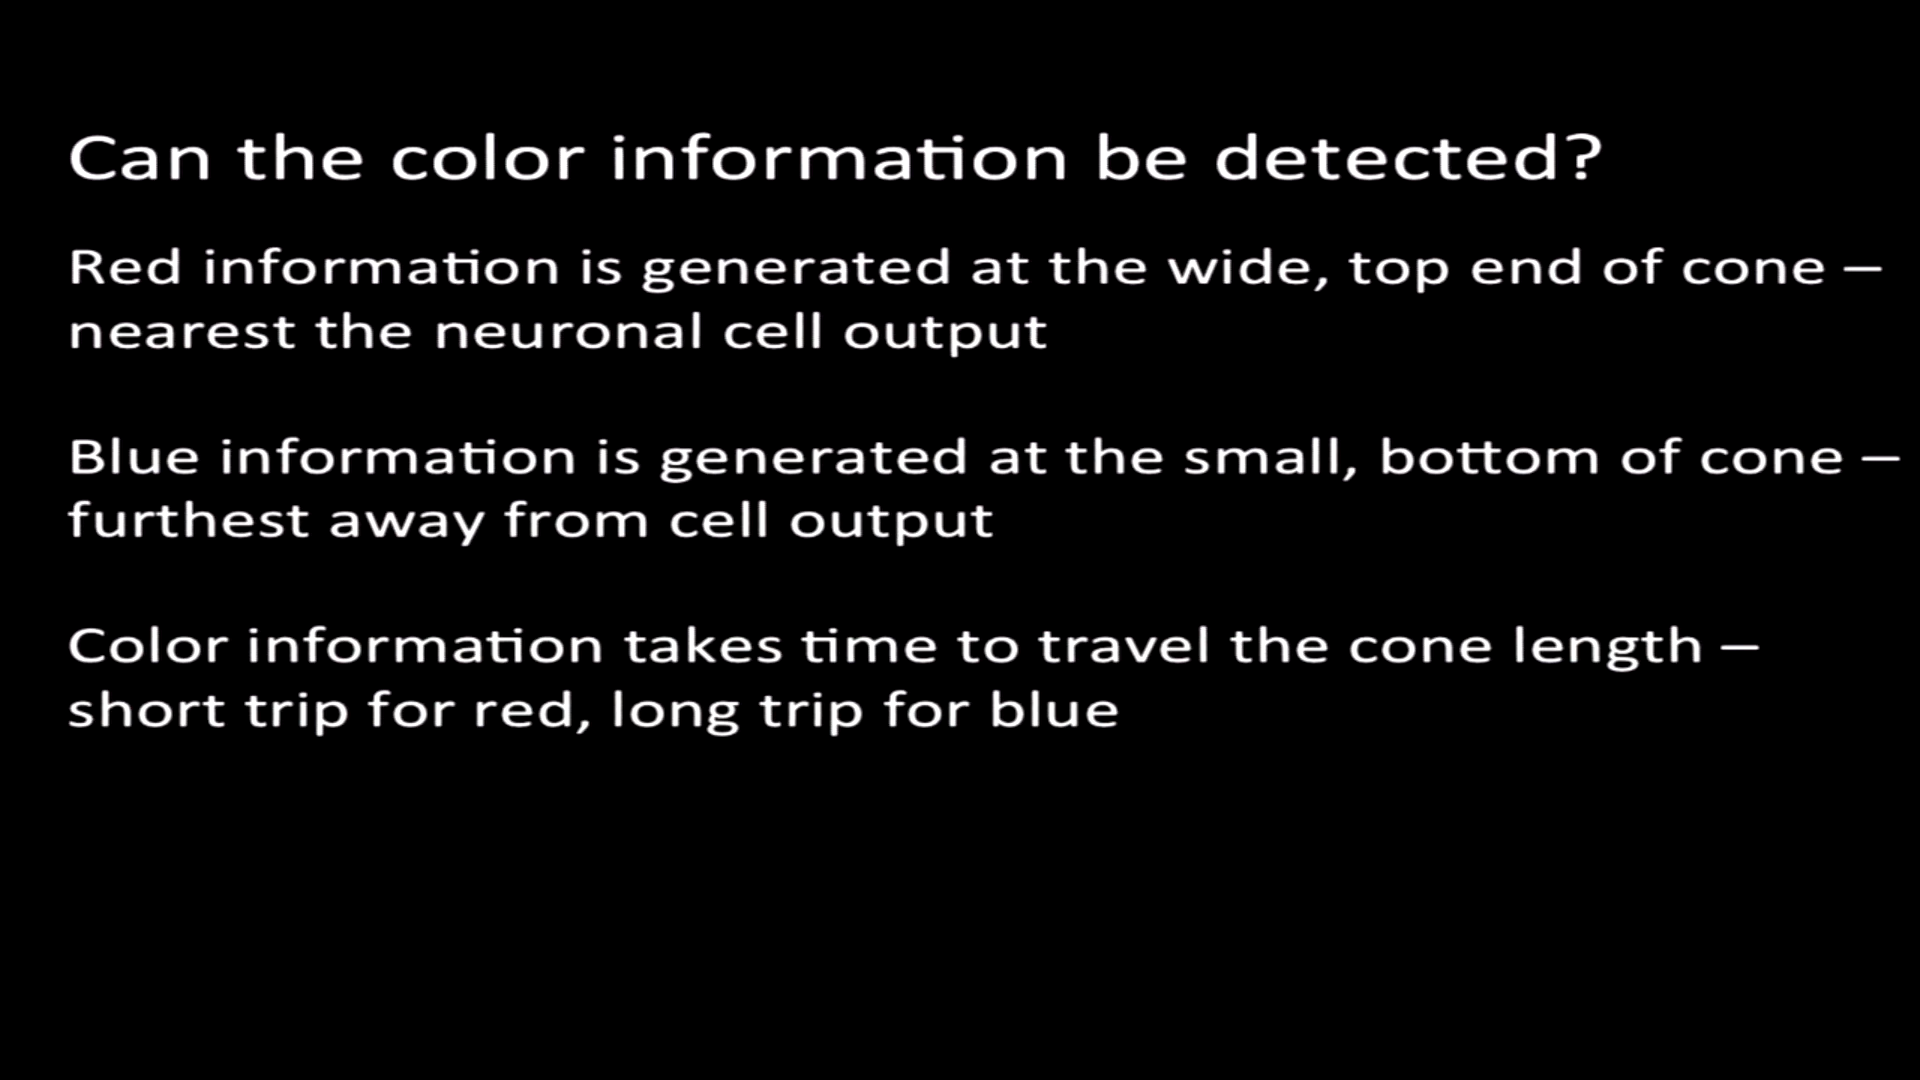 Can the color information be detected?
Red information is generated at the wide, top end of cone –
nearest the neuronal cell output
Blue information is generated at the small, bottom of cone –
furthest away from cell output
Color information takes time to travel the cone length –
short trip for red, long trip for blue